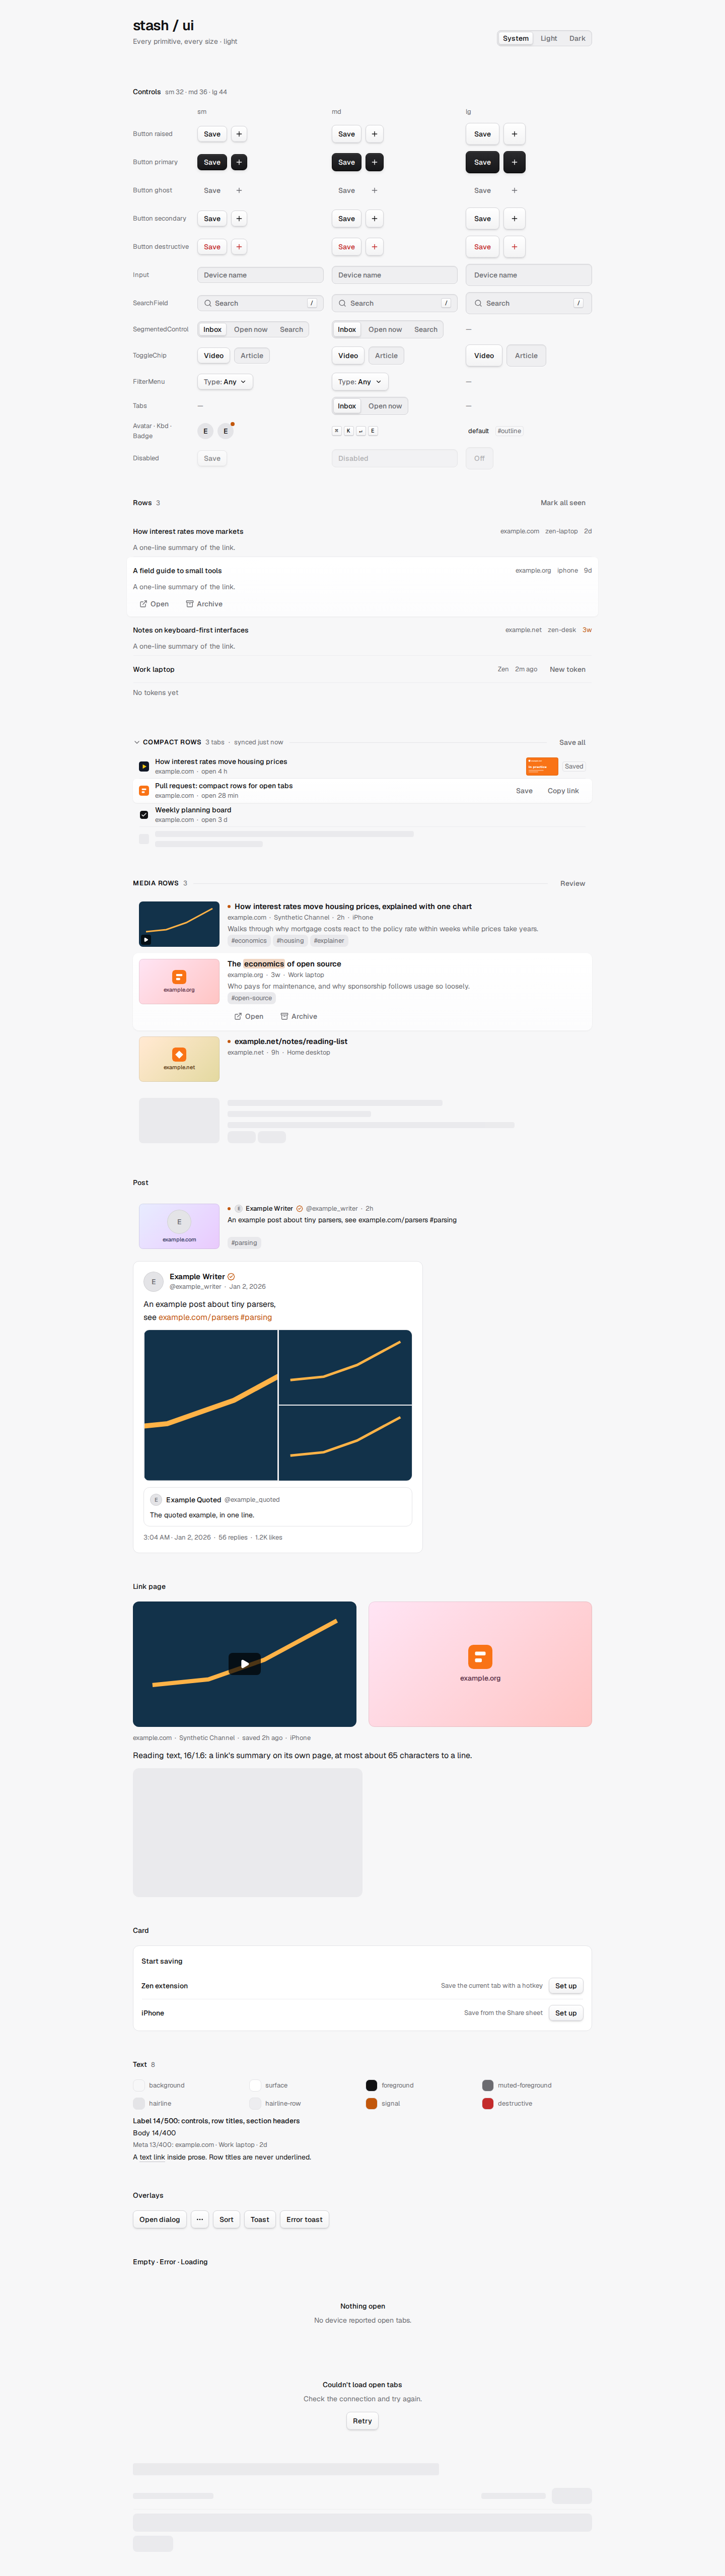 stash / ui
Every primitive, every size · light
System Light Dark
Controls sm 32 · md 36 · lg 44
sm md lg
Button raised Save + Save + Save +
Button primary Save + Save + Save +
Button ghost Save + Save + Save +
Button secondary Save + Save + Save +
Button destructive Save + Save + Save +
Input Device name Device name Device name
SearchField Search / Search / Search /
SegmentedControl Inbox Open now Search Inbox Open now Search —
ToggleChip Video Article Video Article Video Article
FilterMenu Type: Any Type: Any —
Tabs — Inbox Open now —
Avatar · Kbd · Badge E E ⌘ K ↵ E default #outline
Disabled Save Disabled Off
Rows 3 Mark all seen
How interest rates move markets example.com zen-laptop 2d
A one-line summary of the link.
A field guide to small tools example.org iphone 9d
A one-line summary of the link.
Open Archive
Notes on keyboard-first interfaces example.net zen-desk 3w
A one-line summary of the link.
Work laptop Zen 2m ago New token
No tokens yet
COMPACT ROWS 3 tabs · synced just now Save all
How interest rates move housing prices Saved
example.com · open 4 h
Pull request: compact rows for open tabs Save Copy link
example.com · open 28 min
Weekly planning board
example.com · open 3 d
MEDIA ROWS 3 Review
How interest rates move housing prices, explained with one chart
example.com · Synthetic Channel · 2h · iPhone
Walks through why mortgage costs react to the policy rate within weeks while prices take years.
#economics #housing #explainer
The economics of open source
example.org · 3w · Work laptop
Who pays for maintenance, and why sponsorship follows usage so loosely.
example.org
#open-source
Open Archive
example.net/notes/reading-list
example.net · 9h · Home desktop
example.net
Post
E E Example Writer @example_writer · 2h
An example post about tiny parsers, see example.com/parsers #parsing
example.com
#parsing
E Example Writer
@example_writer · Jan 2, 2026
An example post about tiny parsers,
see example.com/parsers #parsing
E Example Quoted @example_quoted
The quoted example, in one line.
3:04 AM · Jan 2, 2026 · 56 replies · 1.2K likes
Link page
example.org
example.com · Synthetic Channel · saved 2h ago · iPhone
Reading text, 16/1.6: a link's summary on its own page, at most about 65 characters to a line.
Card
Start saving
Zen extension Save the current tab with a hotkey Set up
iPhone Save from the Share sheet Set up
Text 8
background surface foreground muted-foreground
hairline hairline-row signal destructive
Label 14/500: controls, row titles, section headers
Body 14/400
Meta 13/400: example.com · Work laptop · 2d
A text link inside prose. Row titles are never underlined.
Overlays
Open dialog ··· Sort Toast Error toast
Empty · Error · Loading
Nothing open
No device reported open tabs.
Couldn't load open tabs
Check the connection and try again.
Retry